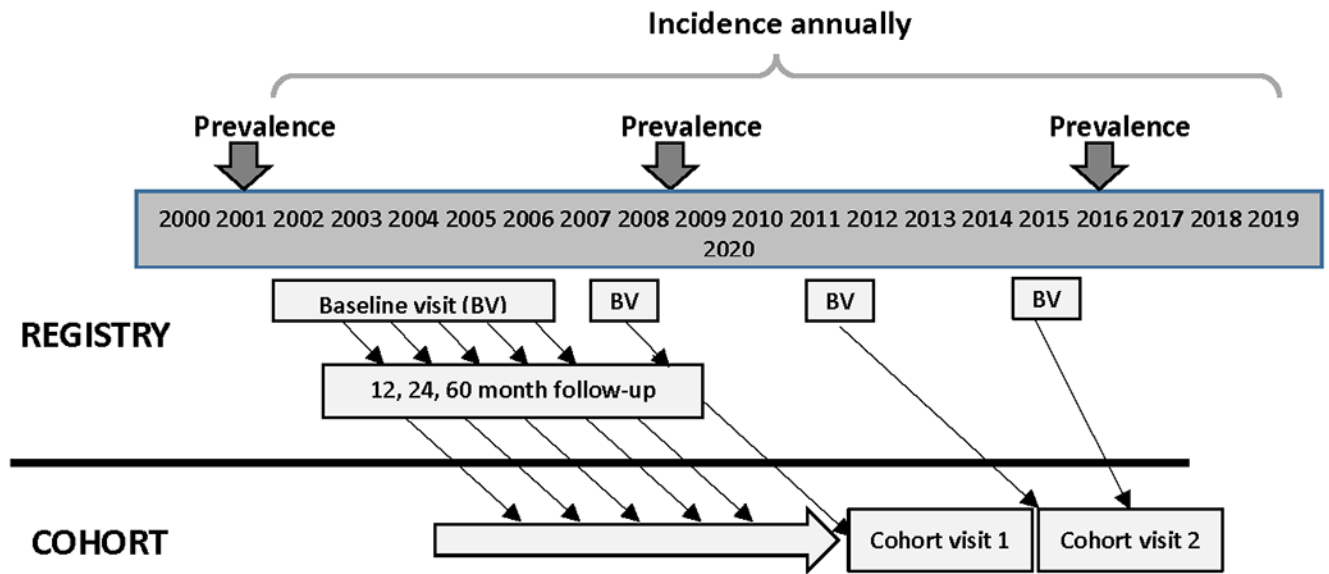 Incidence annually
Prevalence Prevalence Prevalence
2000 2001 2002 2003 2004 2005 2006 2007 2008 2009 2010 2011 2012 2013 2014 2015 2016 2017 2018 2019
2020
Baseline visit (BV) BV BV BV
REGISTRY
12, 24, 60 month follow-up
COHORT
Cohort visit 1 Cohort visit 2